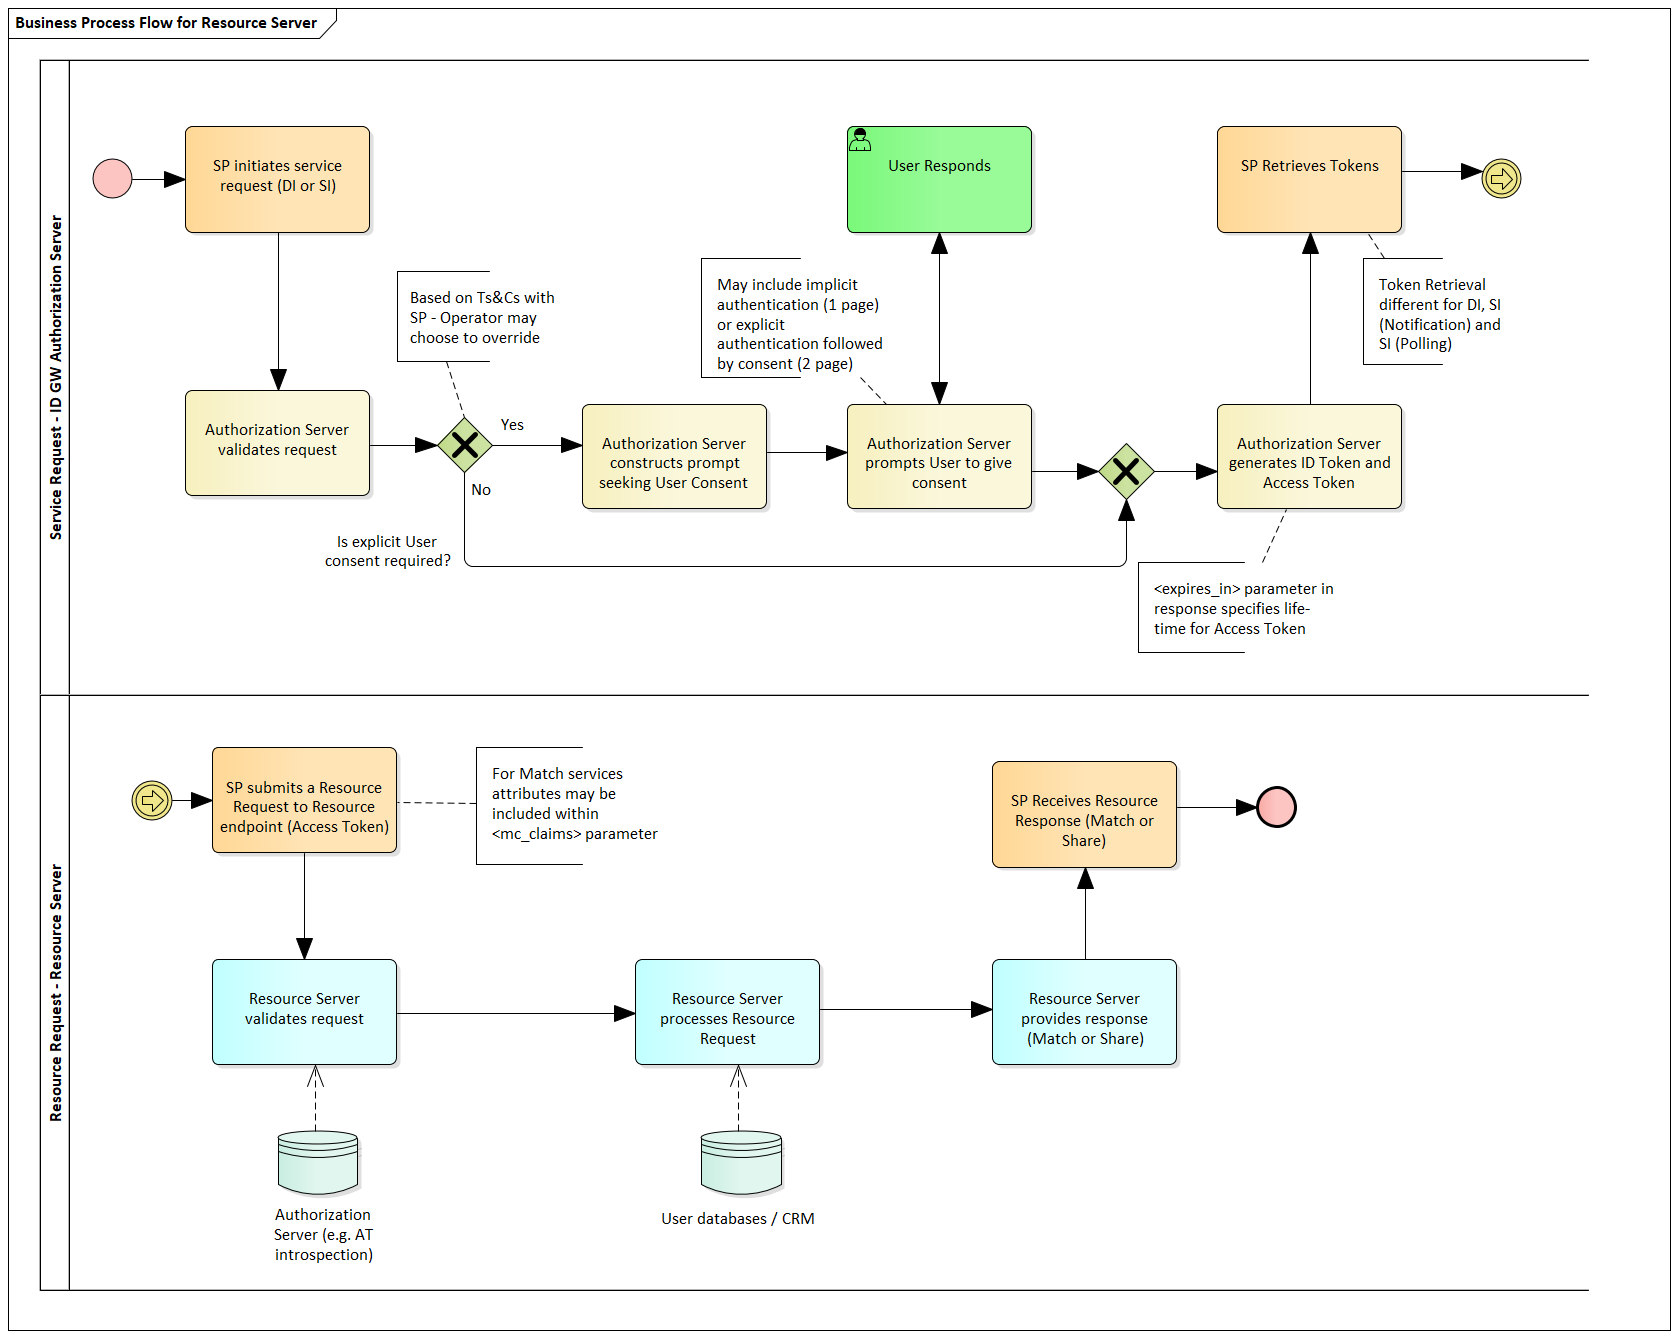 Business Process Flow for Resource Server
Service Request - ID GW Authorization Server
SP initiates service
request (DI or SI)
User Responds
SP Retrieves Tokens
Based on Ts&Cs with
SP - Operator may
choose to override
May include implicit
authentication (1 page)
or explicit
authentication followed
by consent (2 page)
Token Retrieval
different for DI, SI
(Notification) and
SI (Polling)
Authorization Server
validates request
Yes
No
Is explicit User
consent required?
Authorization Server
constructs prompt
seeking User Consent
Authorization Server
prompts User to give
consent
Authorization Server
generates ID Token and
Access Token
<expires_in> parameter in
response specifies life-
time for Access Token
Resource Request - Resource Server
SP submits a Resource
Request to Resource
endpoint (Access Token)
For Match services
attributes may be
included within
<mc_claims> parameter
SP Receives Resource
Response (Match or
Share)
Resource Server
validates request
Resource Server
processes Resource
Request
Resource Server
provides response
(Match or Share)
Authorization
Server (e.g. AT
introspection)
User databases / CRM